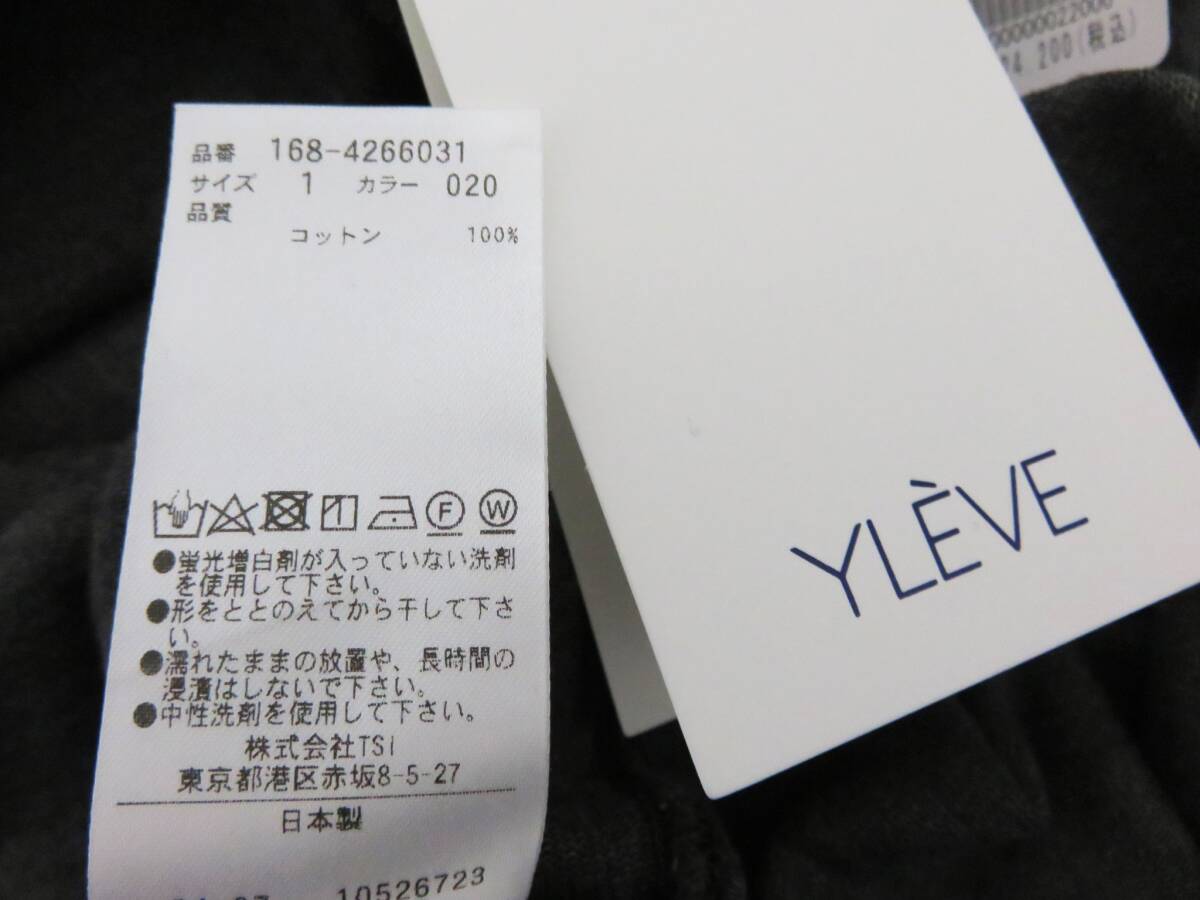 品番 168-4266031
サイズ 1 カラー 020
品質
コットン 100%
F W
●蛍光増白剤が入っていない洗剤
を使用して下さい。
●形をととのえてから干して下さ
い。
●濡れたままの放置や、長時間の
浸漬はしないで下さい。
●中性洗剤を使用して下さい。
株式会社TSI
東京都港区赤坂8-5-27
日本製
10526723
YLÈVE
00000022000
24,200(税込)